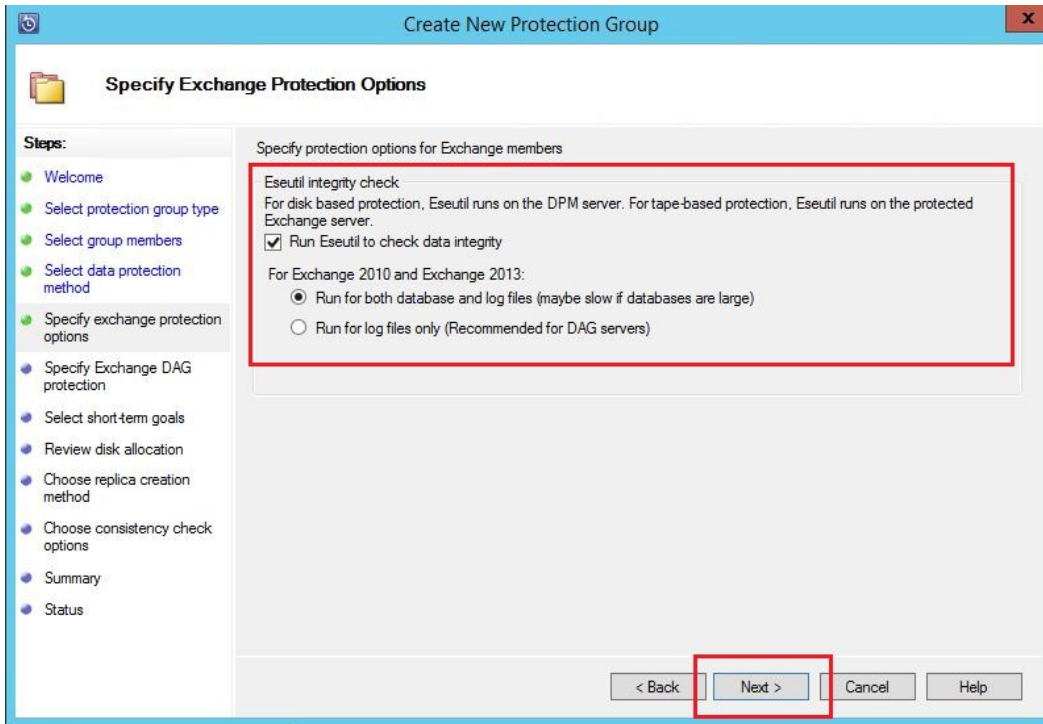 Create New Protection Group
x
Specify Exchange Protection Options
Steps:
Welcome
Select protection group type
Select group members
Select data protection
method
Specify exchange protection
options
Specify Exchange DAG
protection
Select short-term goals
Review disk allocation
Choose replica creation
method
Choose consistency check
options
Summary
Status
Specify protection options for Exchange members
Eseutil integrity check
For disk based protection, Eseutil runs on the DPM server. For tape-based protection, Eseutil runs on the protected
Exchange server.
Run Eseutil to check data integrity
For Exchange 2010 and Exchange 2013:
Run for both database and log files (maybe slow if databases are large)
Run for log files only (Recommended for DAG servers)
< Back
Next >
Cancel
Help